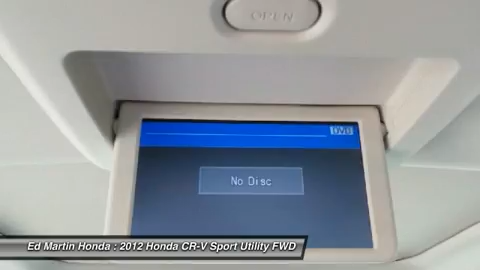 OPEN
DVD
No Disc
Ed Martin Honda : 2012 Honda CR-V Sport Utility FWD